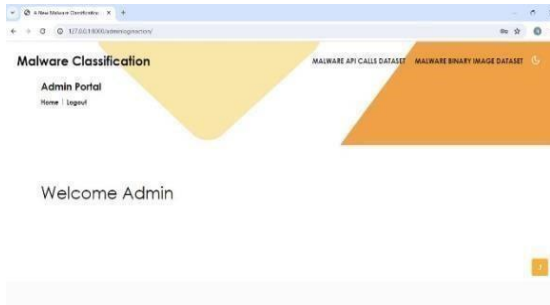 A New Malware Classificatio
127.0.0.1:8000/adminloginaction/
Malware Classification
MALWARE API CALLS DATASET MALWARE BINARY IMAGE DATASET
Admin Portal
Home | Logout
Welcome Admin